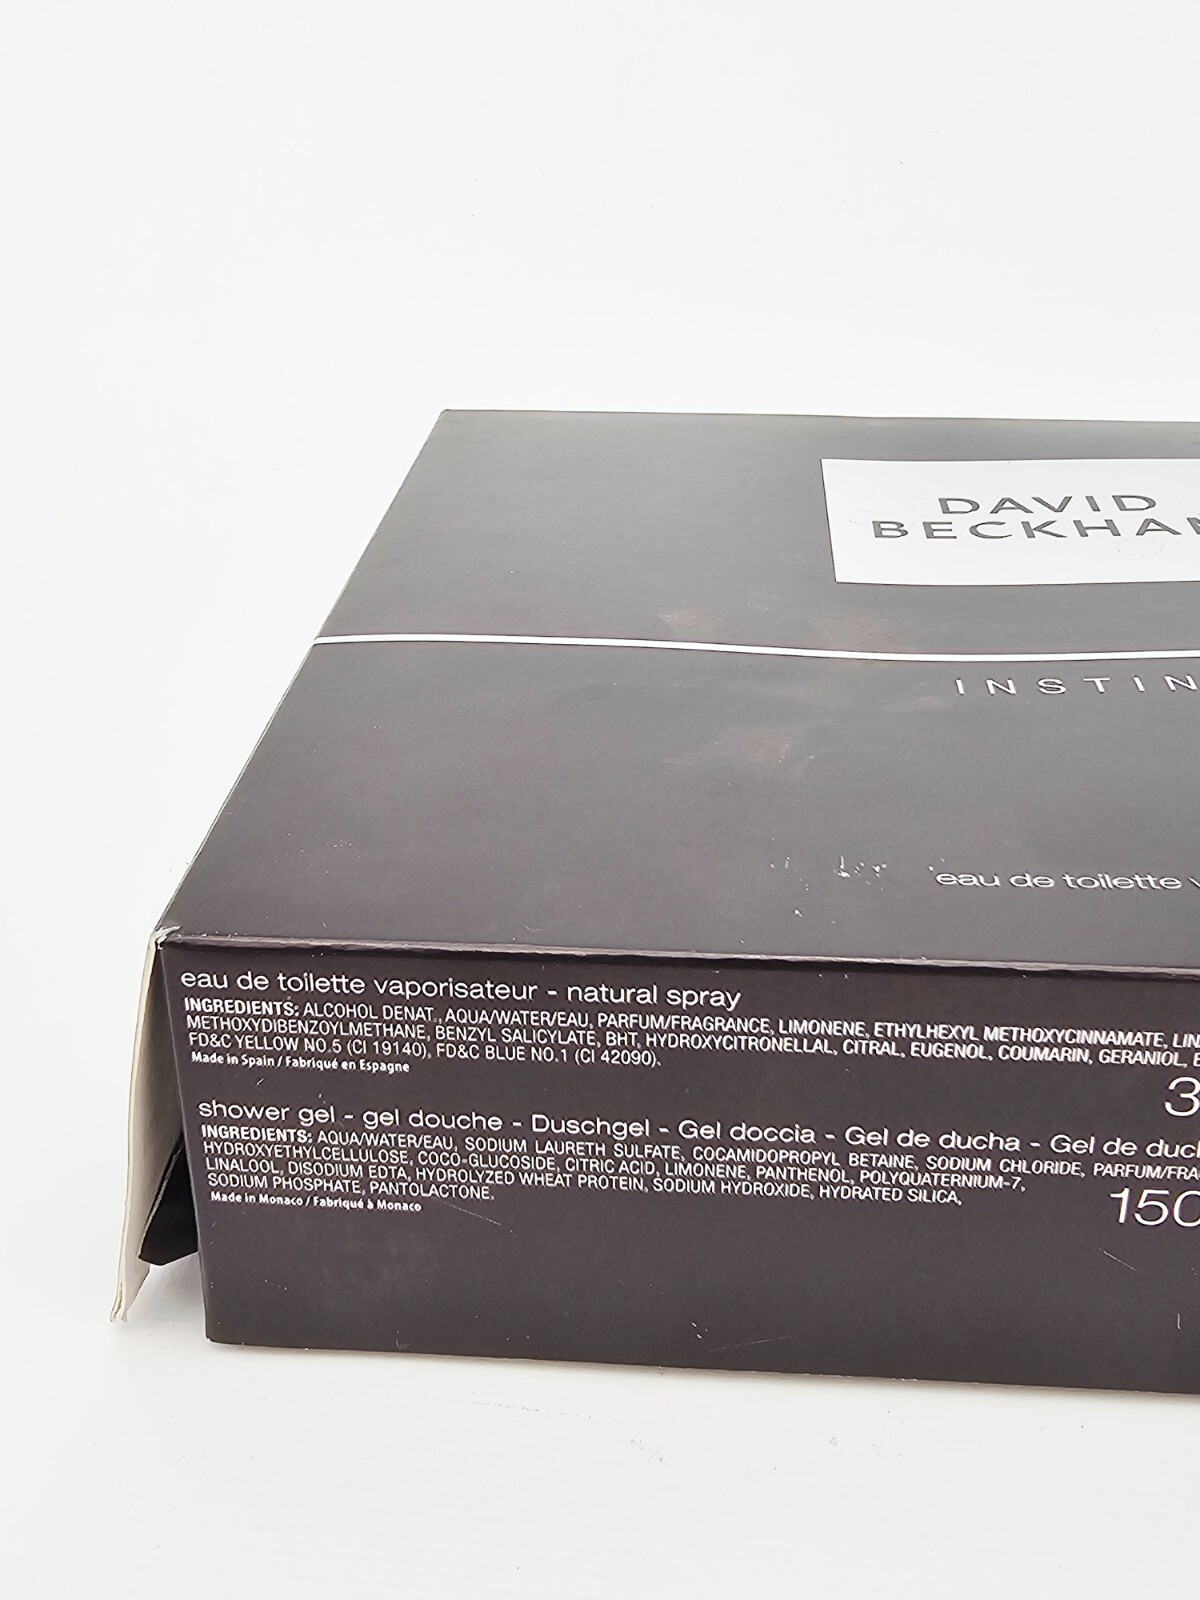 DAVID
BECKHA
INSTIN
eau de toilette
eau de toilette vaporisateur - natural spray
INGREDIENTS: ALCOHOL DENAT., AQUA/WATER/EAU, PARFUM/FRAGRANCE, LIMONENE, ETHYLHEXYL METHOXYCINNAMATE, LIN
METHOXYDIBENZOYLMETHANE, BENZYL SALICYLATE, BHT, HYDROXYCITRONELLAL, CITRAL, EUGENOL, COUMARIN, GERANIOL,
FD&C YELLOW NO.5 (CI 19140), FD&C BLUE NO.1 (CI 42090).
Made in Spain / Fabriqué en Espagne
3
shower gel - gel douche - Duschgel - Gel doccia - Gel de ducha - Gel de duc
INGREDIENTS: AQUA/WATER/EAU, SODIUM LAURETH SULFATE, COCAMIDOPROPYL BETAINE, SODIUM CHLORIDE, PARFUM/FRA
HYDROXYETHYLCELLULOSE, COCO-GLUCOSIDE, CITRIC ACID, LIMONENE, PANTHENOL, POLYQUATERNIUM-7,
LINALOOL, DISODIUM EDTA, HYDROLYZED WHEAT PROTEIN, SODIUM HYDROXIDE, HYDRATED SILICA,
SODIUM PHOSPHATE, PANTOLACTONE.
Made in Monaco / Fabriqué à Monaco
150